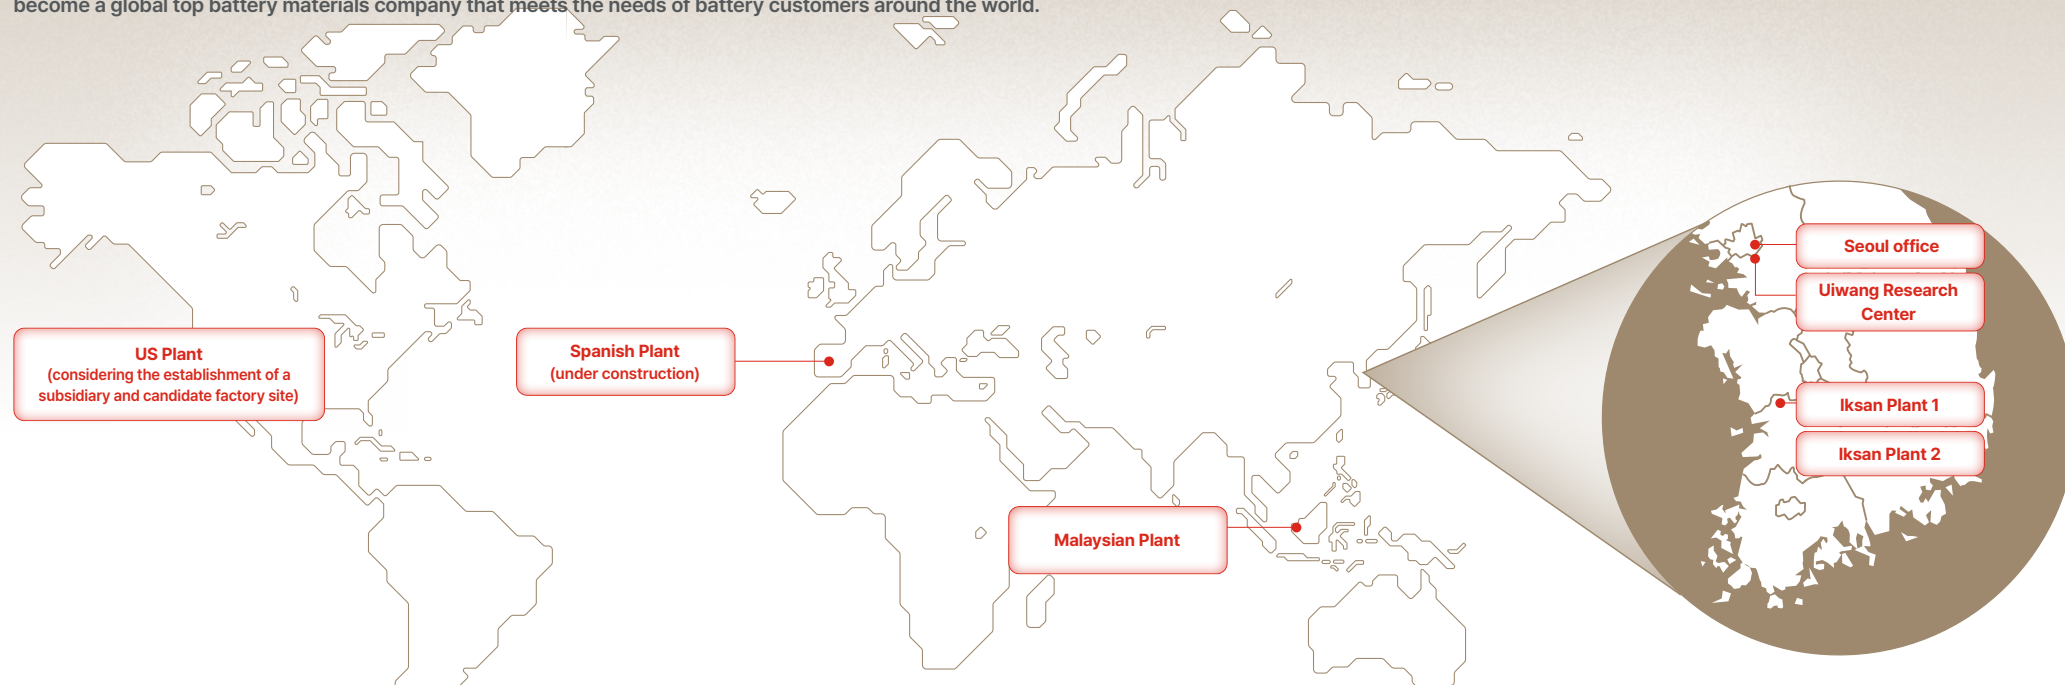 become a global top battery materials company that meets the needs of battery customers around the world.
US Plant
(considering the establishment of a
subsidiary and candidate factory site)
Spanish Plant
(under construction)
Malaysian Plant
Seoul office
Uiwang Research
Center
Iksan Plant 1
Iksan Plant 2